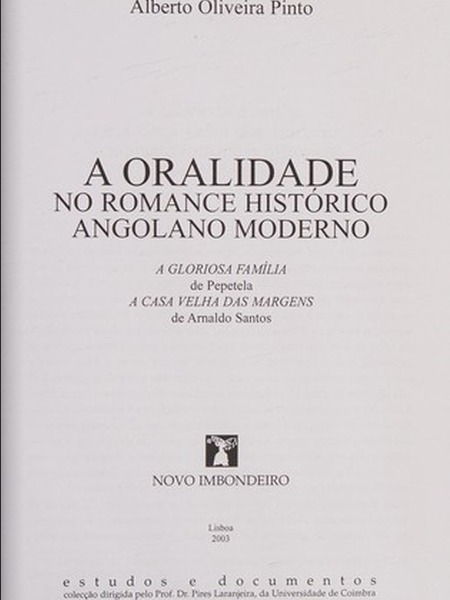 Alberto Oliveira Pinto
A ORALIDADE
NO ROMANCE HISTÓRICO
ANGOLANO MODERNO
A GLORIOSA FAMÍLIA
de Pepetela
A CASA VELHA DAS MARGENS
de Arnaldo Santos
NOVO IMBONDEIRO
Lisboa
2003
estudos e documentos
colecção dirigida pelo Prof. Dr. Pires Laranjeira, da Universidade de Coimbra